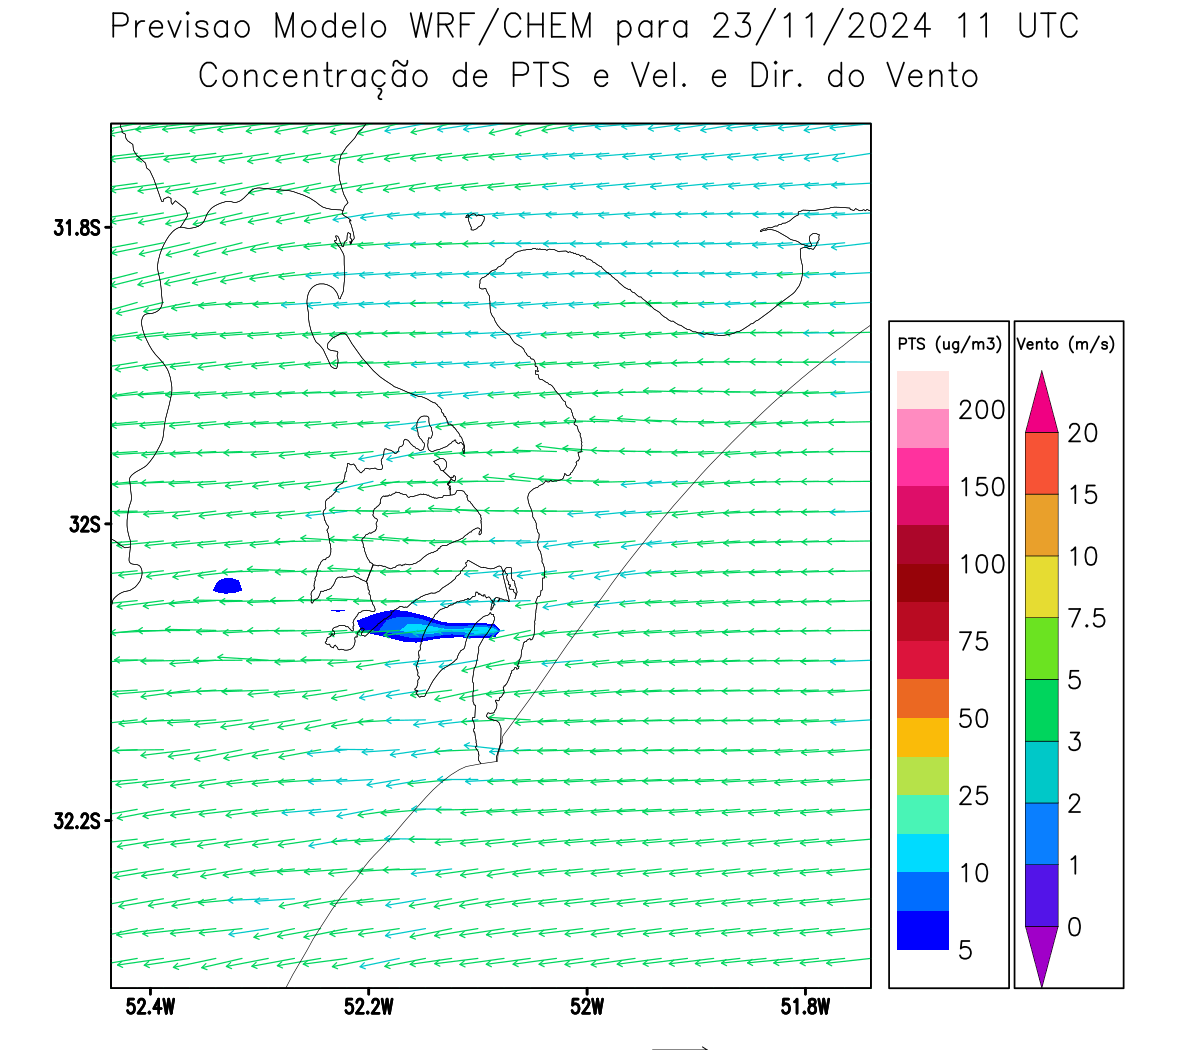 Previsao Modelo WRF/CHEM para 23/11/2024 11 UTC
Concentração de PTS e Vel. e Dir. do Vento
31.8S
32S
32.2S
52.4W
52.2W
52W
51.8W
PTS (ug/m3)
200
150
100
75
50
25
10
5
Vento (m/s)
20
15
10
7.5
5
3
2
1
0